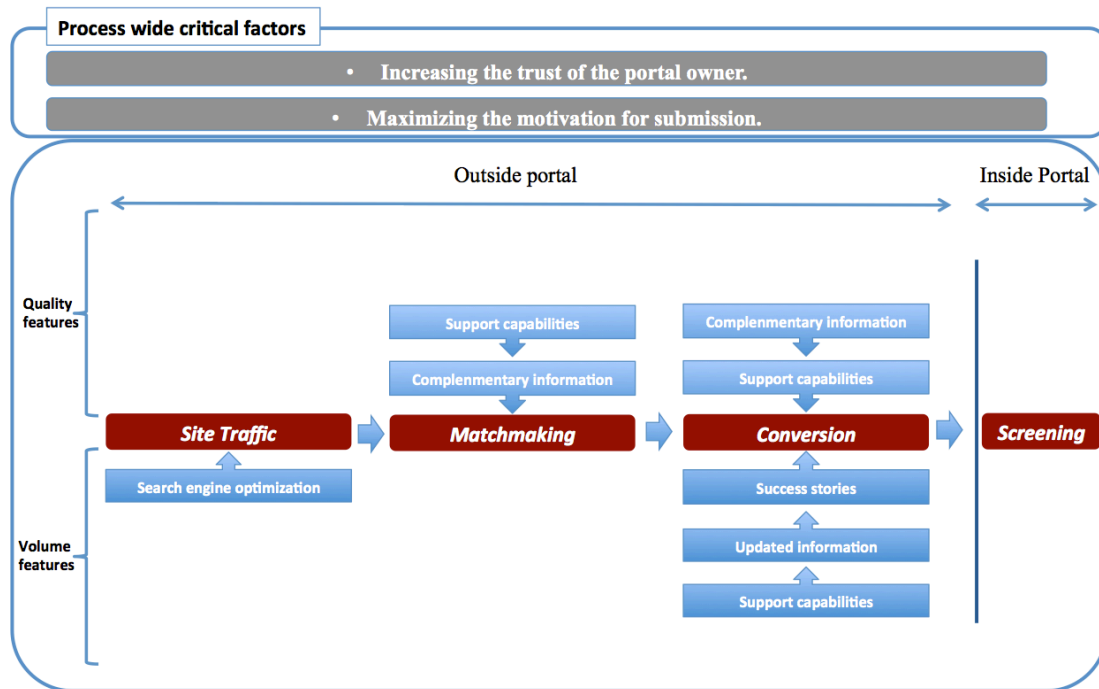 Process wide critical factors
• Increasing the trust of the portal owner.
• Maximizing the motivation for submission.
Outside portal
Inside Portal
Quality
features
Support capabilities
Complenmentary information
Complenmentary information
Support capabilities
Site Traffic
Matchmaking
Conversion
Screening
Search engine optimization
Success stories
Volume
features
Updated information
Support capabilities